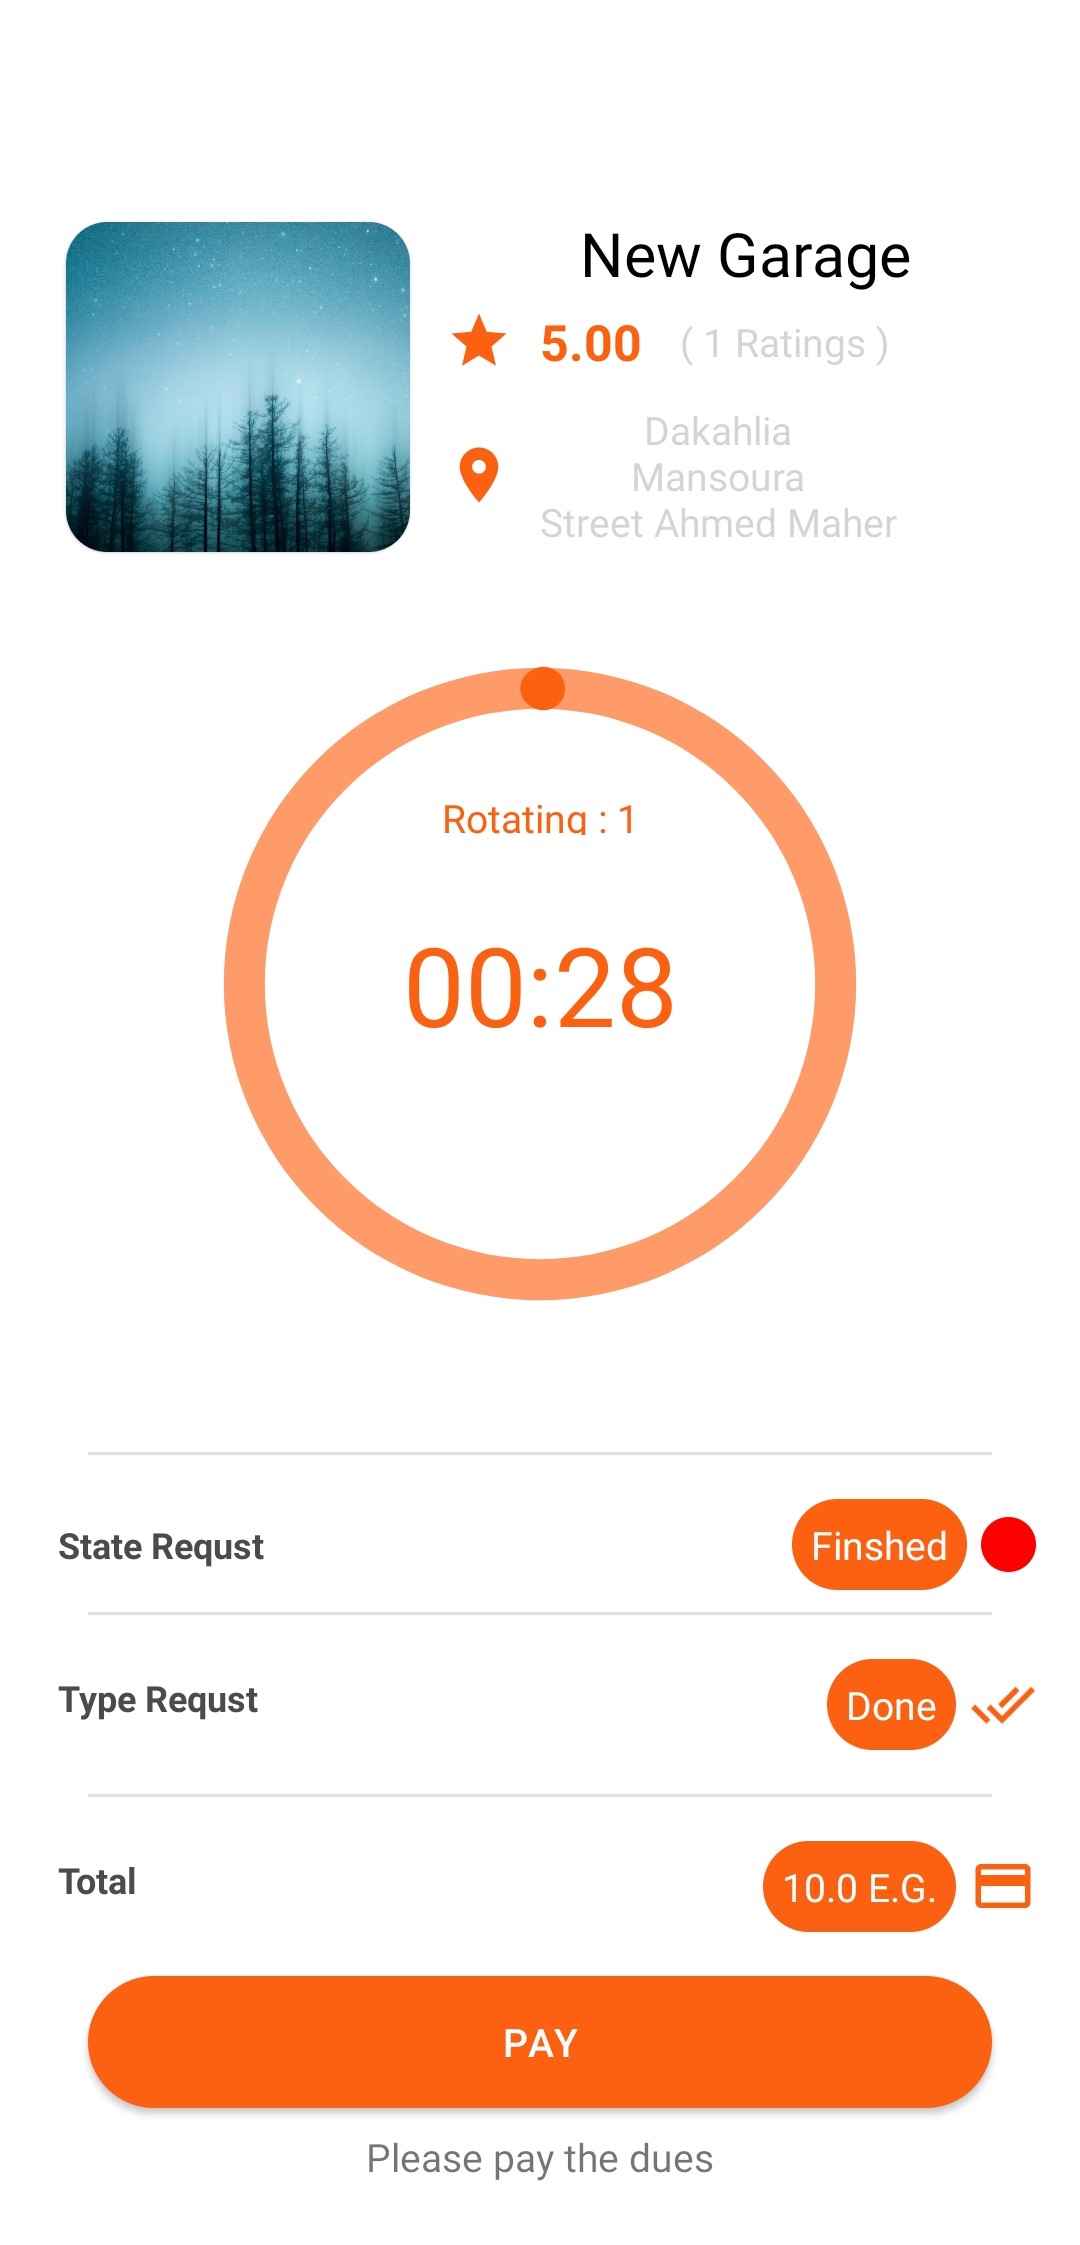 New Garage
5.00 ( 1 Ratings )
Dakahlia
Mansoura
Street Ahmed Maher
Rotating : 1
00:28
State Requst Finshed
Type Requst Done
Total 10.0 E.G.
PAY
Please pay the dues